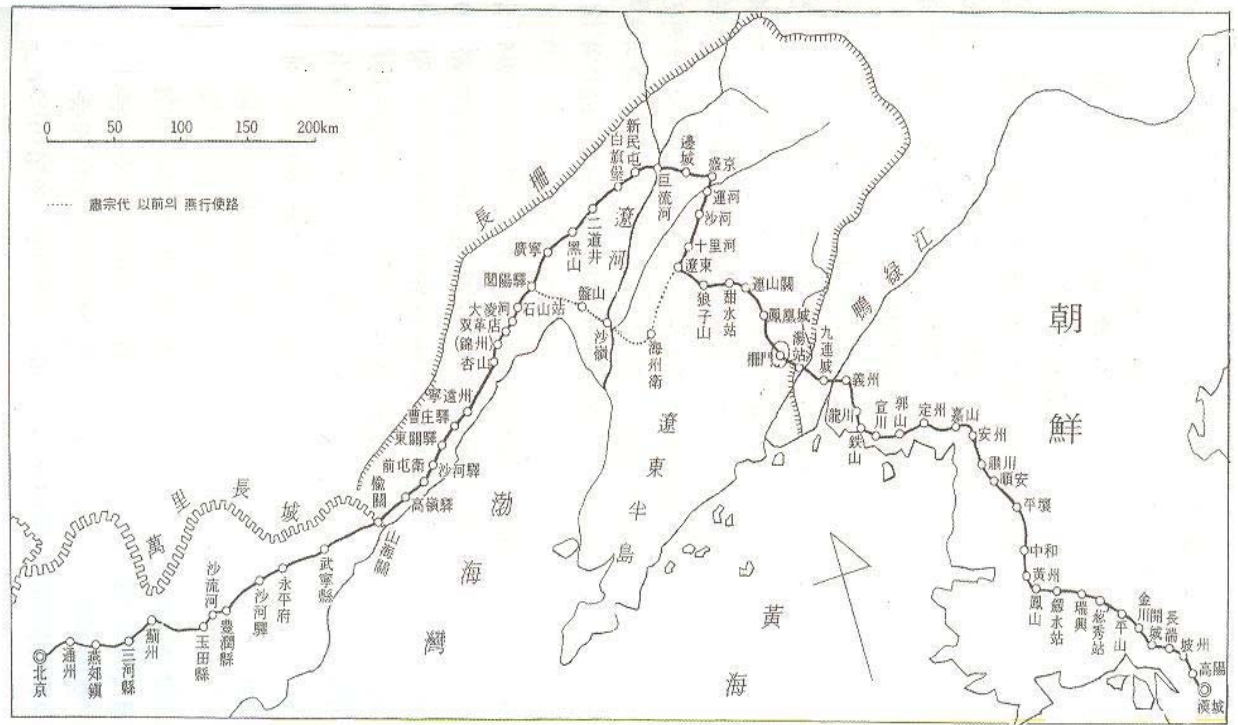 0 50 100 150 200km
肅宗代 以前의 燕行使路
長柵
萬里長城
遼河
鴨緑江
朝鮮
遼東半島
渤海灣
黃海
北京
通州
燕郊鎭
三河縣
薊州
玉田縣
沙流河
豊潤縣
沙河驛
永平府
武寧縣
楡關
山海關
高嶺驛
沙河驛
前屯衛
東關驛
曹庄驛
寧遠州
杏山
(錦州)
双革店
大凌河
石山站
閭陽驛
廣寧
黑山
二道井
白旗堡
新民屯
巨流河
邊城
盛京
運河
沙河
十里河
遼東
盤山
沙嶺
海州衛
狼子山
甜水站
連山關
鳳凰城
柵門
湯站
九連城
義州
龍川
鉄山
宣川
郭山
定州
嘉山
安州
肅川
順安
平壤
中和
黃州
鳳山
劔水站
瑞興
葱秀站
平山
金川
開城
長湍
坡州
高陽
漢城